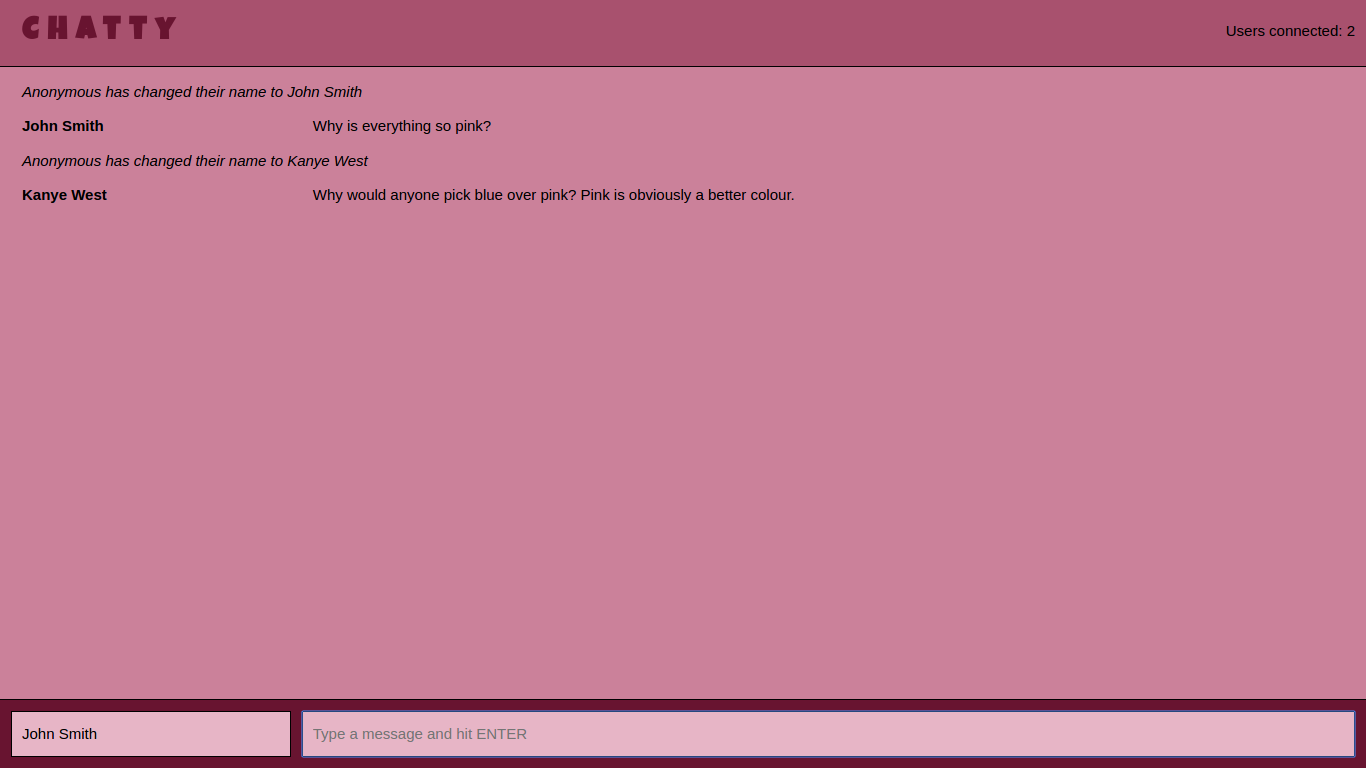 CHATTY
Users connected: 2
Anonymous has changed their name to John Smith
John Smith Why is everything so pink?
Anonymous has changed their name to Kanye West
Kanye West Why would anyone pick blue over pink? Pink is obviously a better colour.
John Smith Type a message and hit ENTER